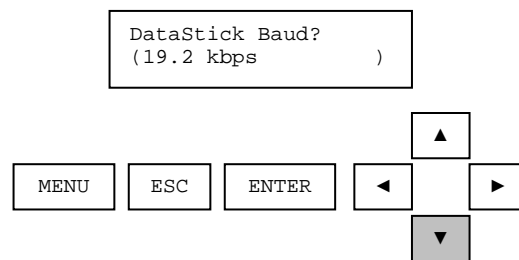 DataStick Baud?
(19.2 kbps )
▲
MENU ESC ENTER ◄ ►
▼